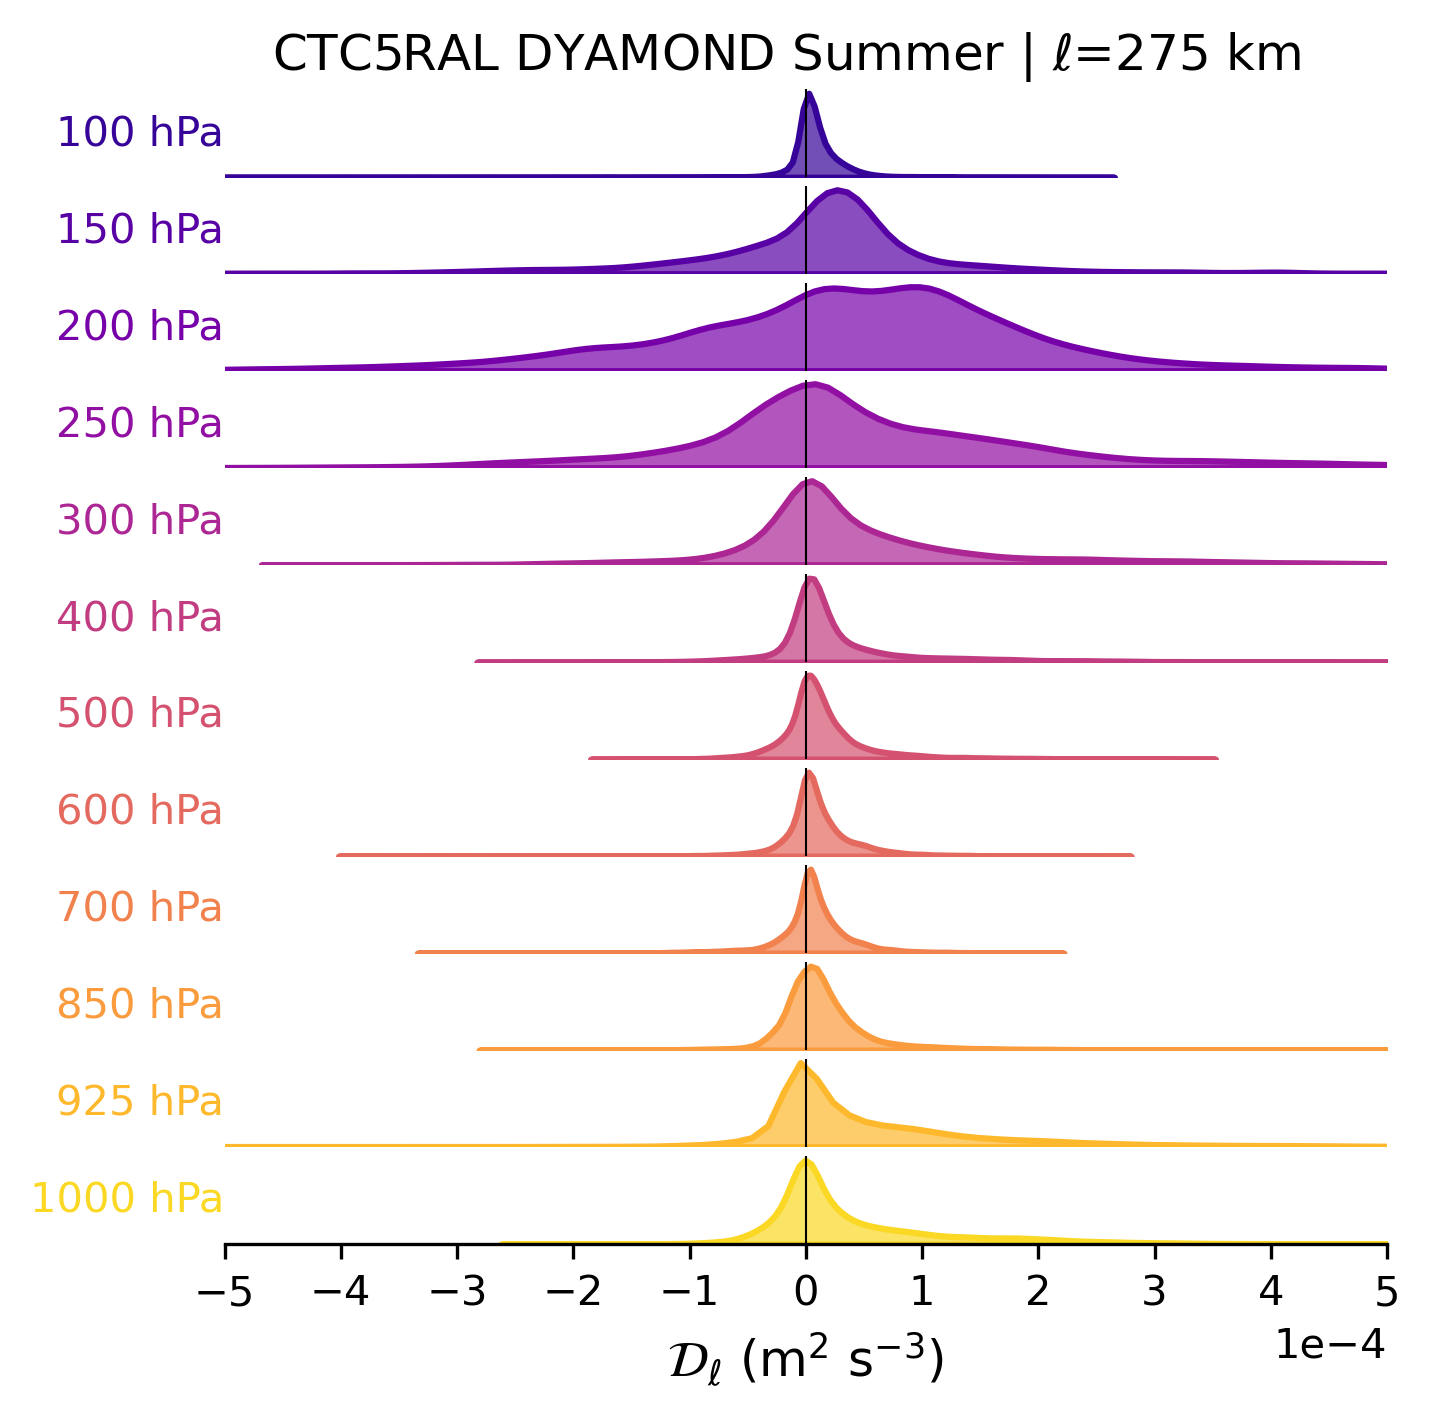 CTC5RAL DYAMOND Summer | ℓ=275 km
100 hPa
150 hPa
200 hPa
250 hPa
300 hPa
400 hPa
500 hPa
600 hPa
700 hPa
850 hPa
925 hPa
1000 hPa
−5 −4 −3 −2 −1 0 1 2 3 4 5
1e−4
𝒟ℓ (m² s⁻³)